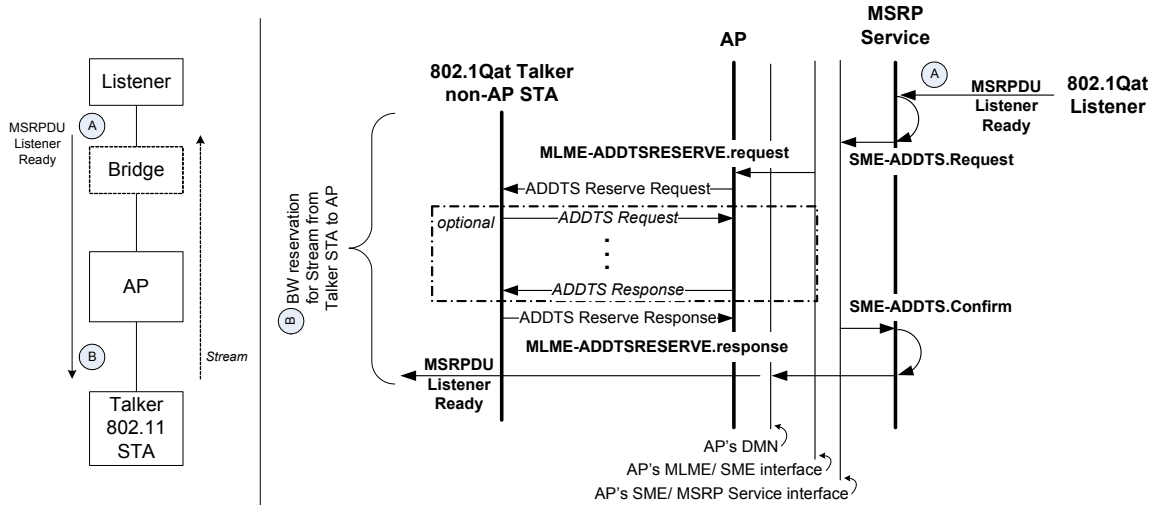 Listener
A
MSRPDU
Listener
Ready
Bridge
AP
B
Stream
Talker
802.11
STA
B
BW reservation
for Stream from
Talker STA to AP
802.1Qat Talker
non-AP STA
AP
MSRP
Service
A
MSRPDU
Listener
Ready
802.1Qat
Listener
MLME-ADDTSRESERVE.request
SME-ADDTS.Request
ADDTS Reserve Request
optional
ADDTS Request
ADDTS Response
SME-ADDTS.Confirm
ADDTS Reserve Response
MLME-ADDTSRESERVE.response
MSRPDU
Listener
Ready
AP's DMN
AP's MLME/ SME interface
AP's SME/ MSRP Service interface